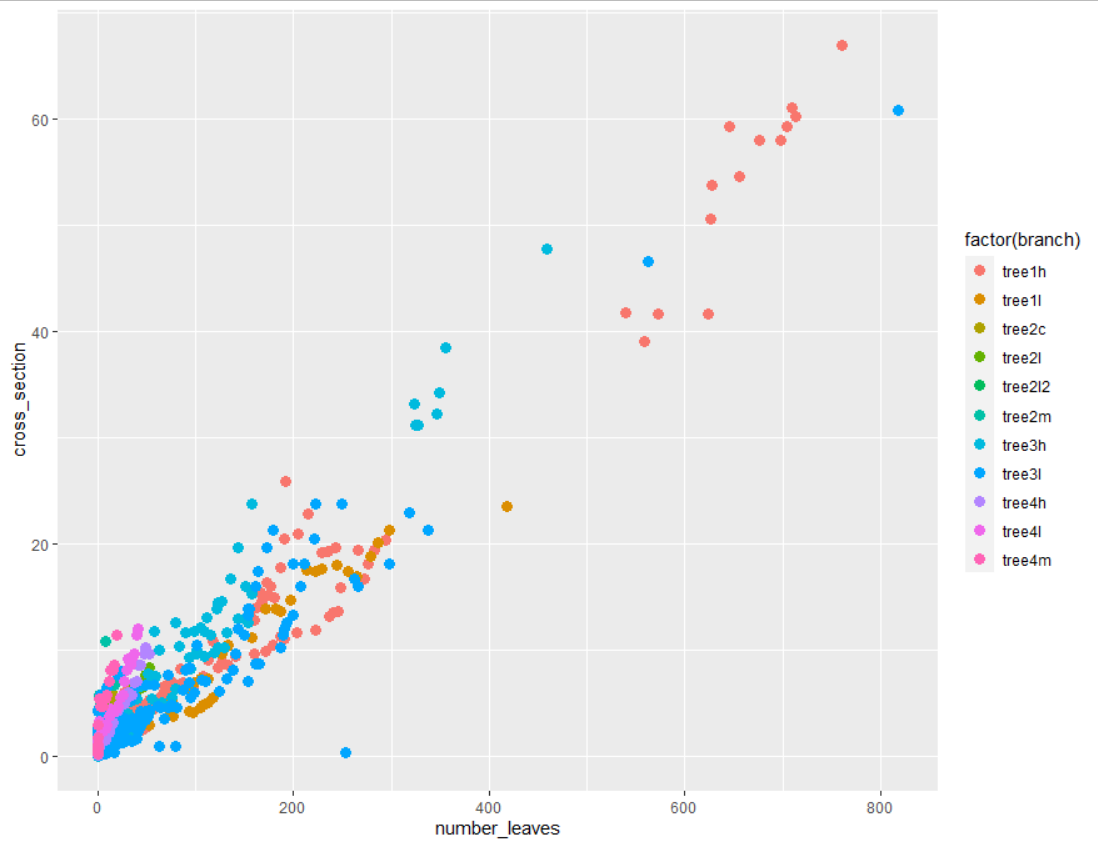 60
40
20
0
cross_section
0 200 400 600 800
number_leaves
factor(branch)
tree1h
tree1l
tree2c
tree2l
tree2l2
tree2m
tree3h
tree3l
tree4h
tree4l
tree4m